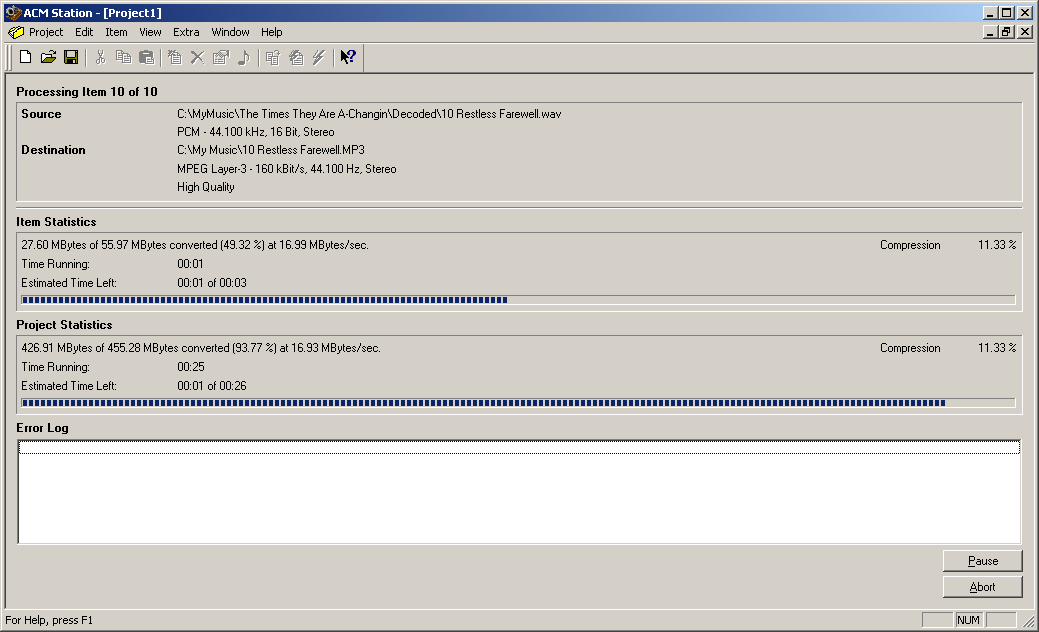 ACM Station - [Project1]
Project Edit Item View Extra Window Help
Processing Item 10 of 10
Source C:\MyMusic\The Times They Are A-Changin\Decoded\10 Restless Farewell.wav
PCM - 44.100 kHz, 16 Bit, Stereo
Destination C:\My Music\10 Restless Farewell.MP3
MPEG Layer-3 - 160 kBit/s, 44.100 Hz, Stereo
High Quality
Item Statistics
27.60 MBytes of 55.97 MBytes converted (49.32 %) at 16.99 MBytes/sec. Compression 11.33 %
Time Running: 00:01
Estimated Time Left: 00:01 of 00:03
Project Statistics
426.91 MBytes of 455.28 MBytes converted (93.77 %) at 16.93 MBytes/sec. Compression 11.33 %
Time Running: 00:25
Estimated Time Left: 00:01 of 00:26
Error Log
Pause
Abort
For Help, press F1 NUM